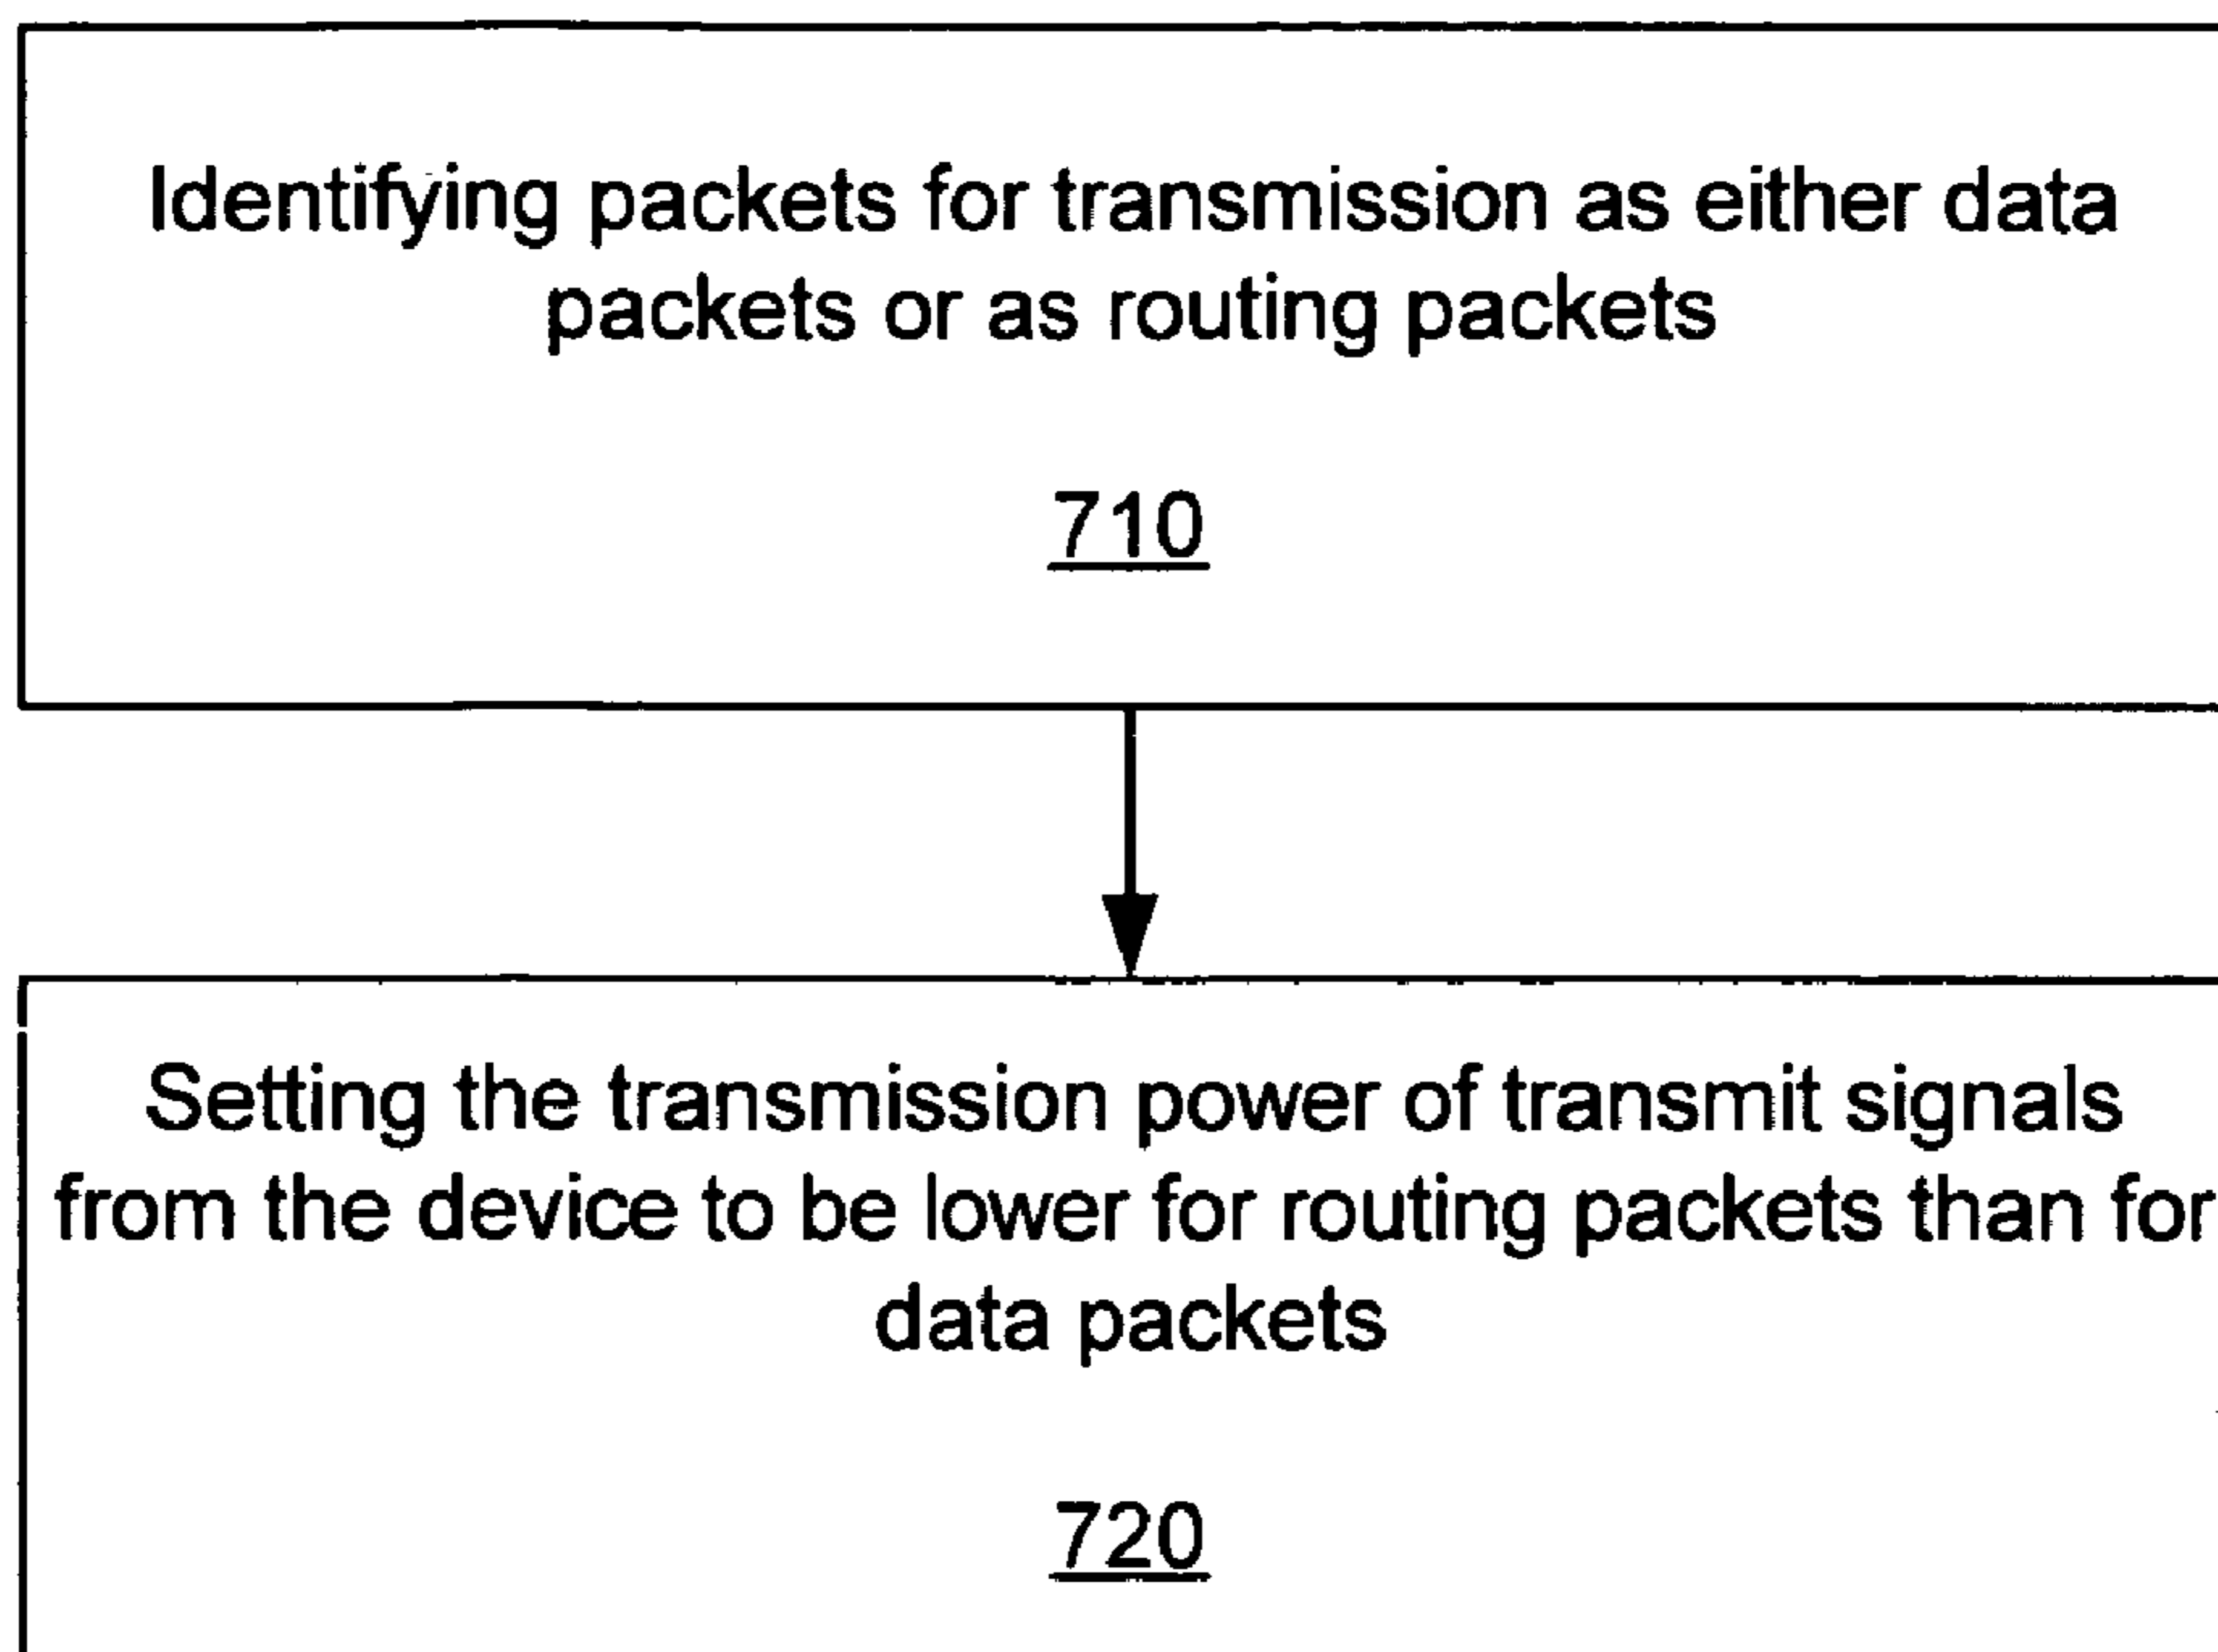 Identifying packets for transmission as either data
packets or as routing packets
710
Setting the transmission power of transmit signals
from the device to be lower for routing packets than for
data packets
720